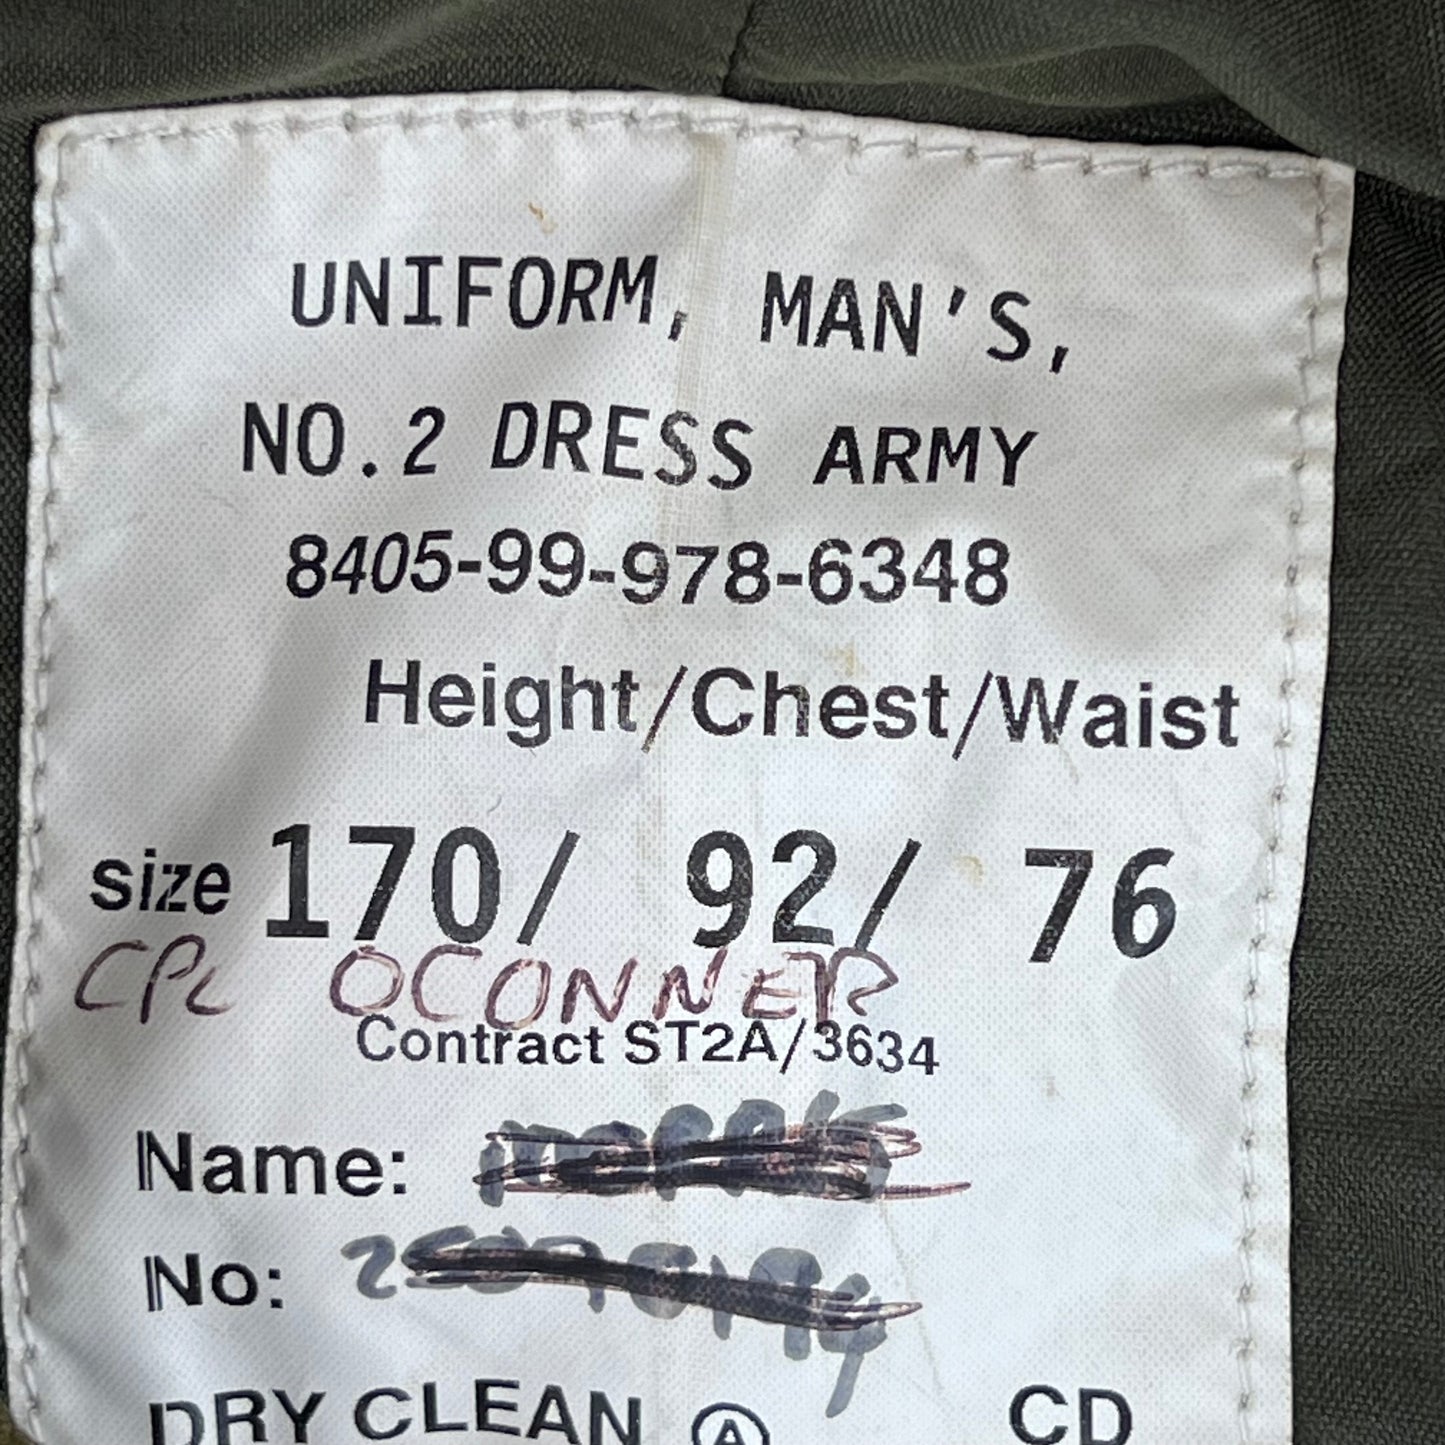 UNIFORM, MAN'S,
NO.2 DRESS ARMY
8405-99-978-6348
Height/Chest/Waist
size 170/ 92/ 76
CPL OCONNER
Contract ST2A/3634
Name:
No:
DRY CLEAN A CD